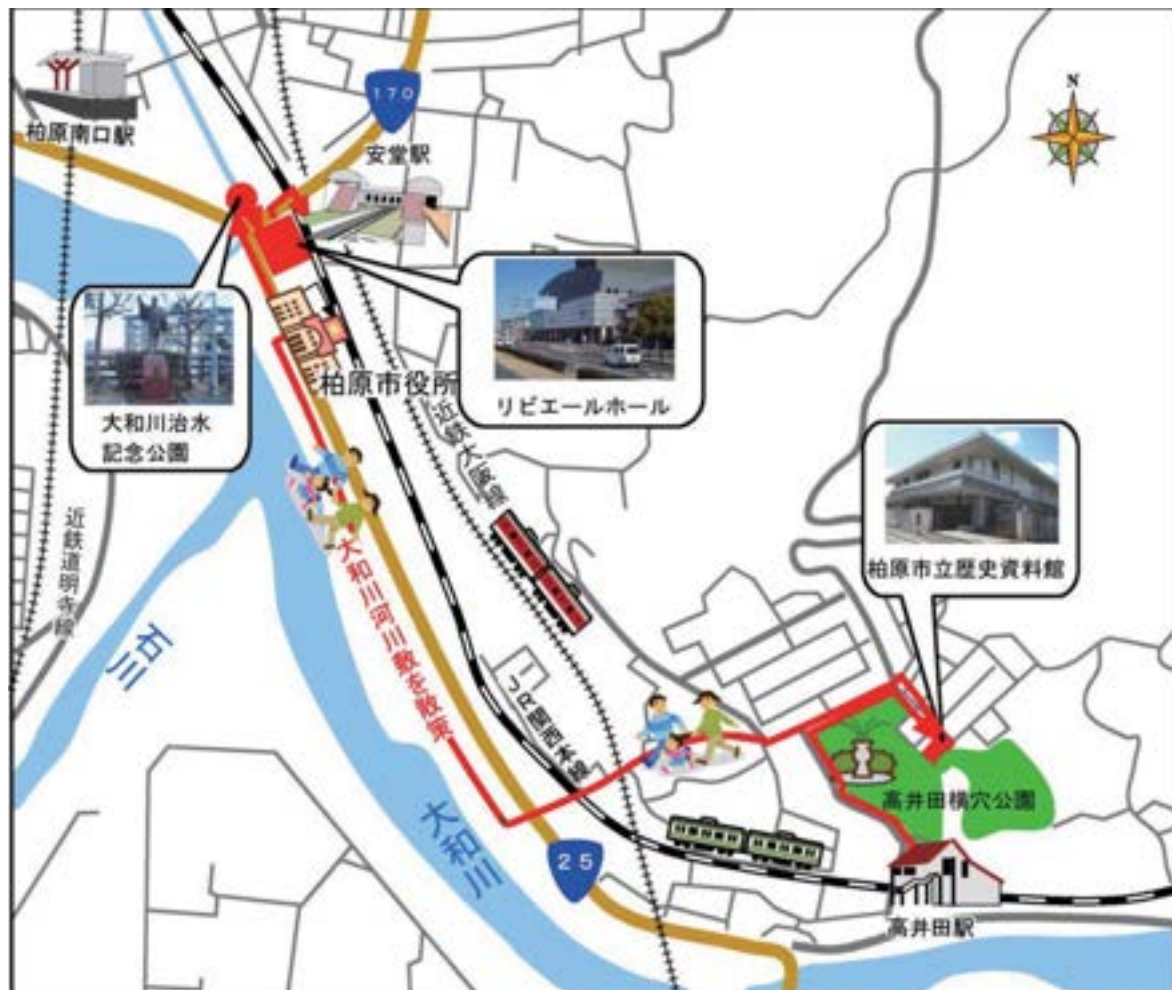 N
柏原南口駅
170
安堂駅
大和川治水
記念公園
柏原市役所
リビエールホール
近鉄大阪線
柏原市立歴史資料館
近鉄道明寺線
石川
大和川河川敷を散策
JR関西本線
大和川
25
高井田横穴公園
高井田駅